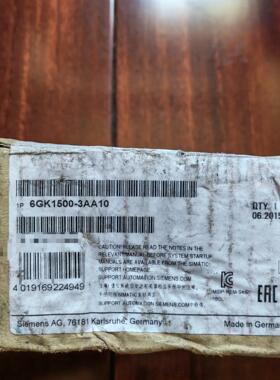 1P 6GK1500-3AA10
QTY. 1
06.2015
CAUTION! PLEASE READ THE NOTES IN THE
RELEVANT MANUAL BEFORE SYSTEM STARTUP
MANUALS ARE AVAILABLE FROM THE SIMATIC
SUPPORT HOMEPAGE
SUPPORT AUTOMATION SIEMENS.COM
SUPPORT AUTOMATION SIEMENS.COM
4 019169 224949
EAC
Siemens AG, 76181 Karlsruhe, Germany
Made in German